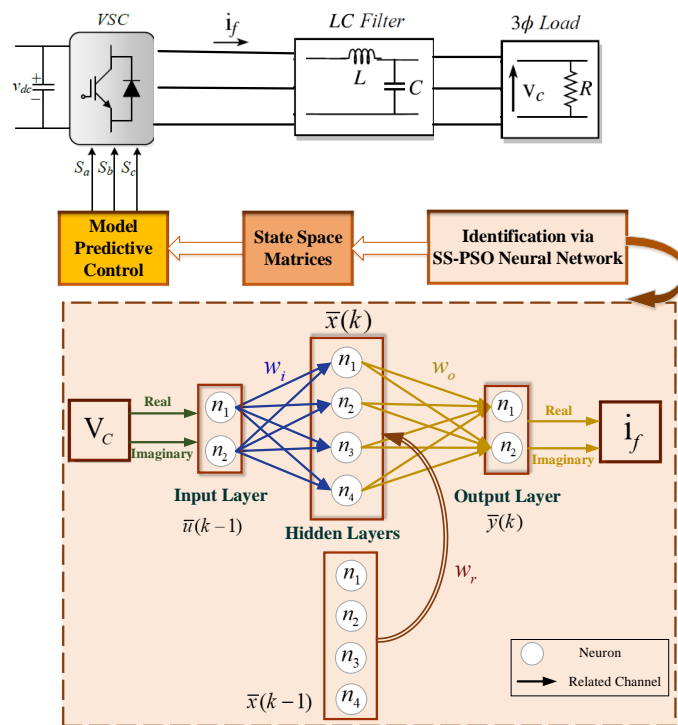 VSC
i_f
LC Filter
3ϕ Load
v_dc
+
−
L
C
v_C
R
S_a S_b S_c
Model
Predictive
Control
State Space
Matrices
Identification via
SS-PSO Neural Network
x̅(k)
w_i
w_o
V_C
Real
Imaginary
n_1
n_2
n_1
n_2
n_3
n_4
n_1
n_2
Real
Imaginary
i_f
Input Layer
u̅(k−1)
Hidden Layers
Output Layer
y̅(k)
w_r
n_1
n_2
n_3
n_4
x̅(k−1)
Neuron
Related Channel